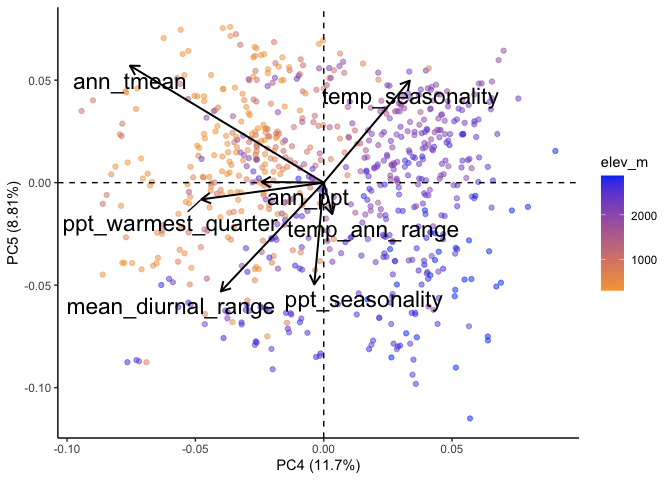 0.05
0.00
-0.05
-0.10
PC5 (8.81%)
ann_tmean
temp_seasonality
ann_ppt
ppt_warmest_quarter
temp_ann_range
mean_diurnal_range
ppt_seasonality
-0.10
-0.05
0.00
0.05
PC4 (11.7%)
elev_m
2000
1000